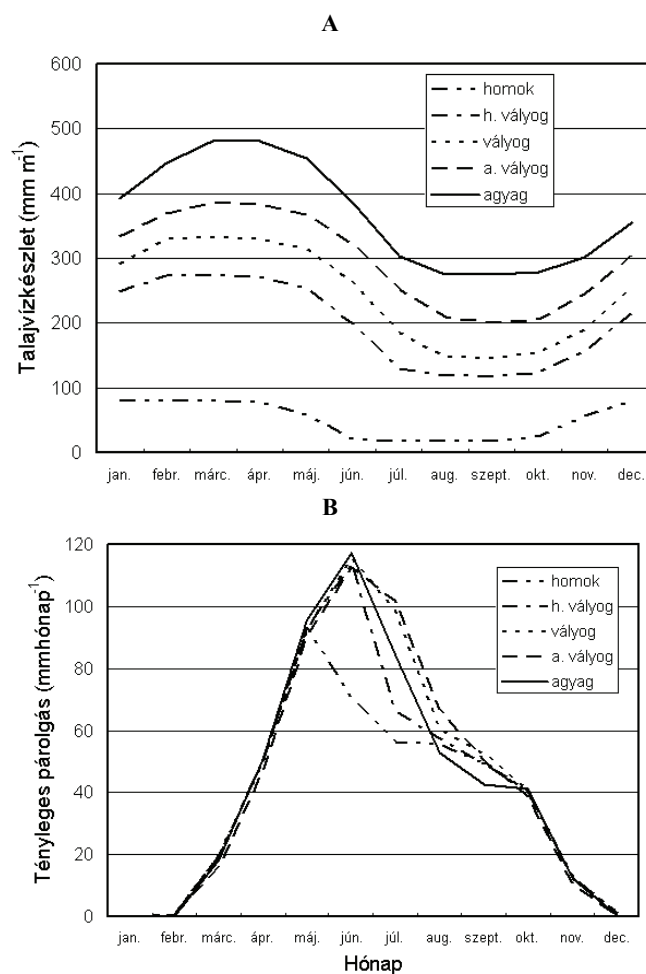 A
Talajvízkészlet (mm m-1)
600
500
400
300
200
100
0
homok
h. vályog
vályog
a. vályog
agyag
jan. febr. márc. ápr. máj. jún. júl. aug. szept. okt. nov. dec.
B
Tényleges párolgás (mmhónap-1)
120
100
80
60
40
20
0
homok
h. vályog
vályog
a. vályog
agyag
jan. febr. márc. ápr. máj. jún. júl. aug. szept. okt. nov. dec.
Hónap